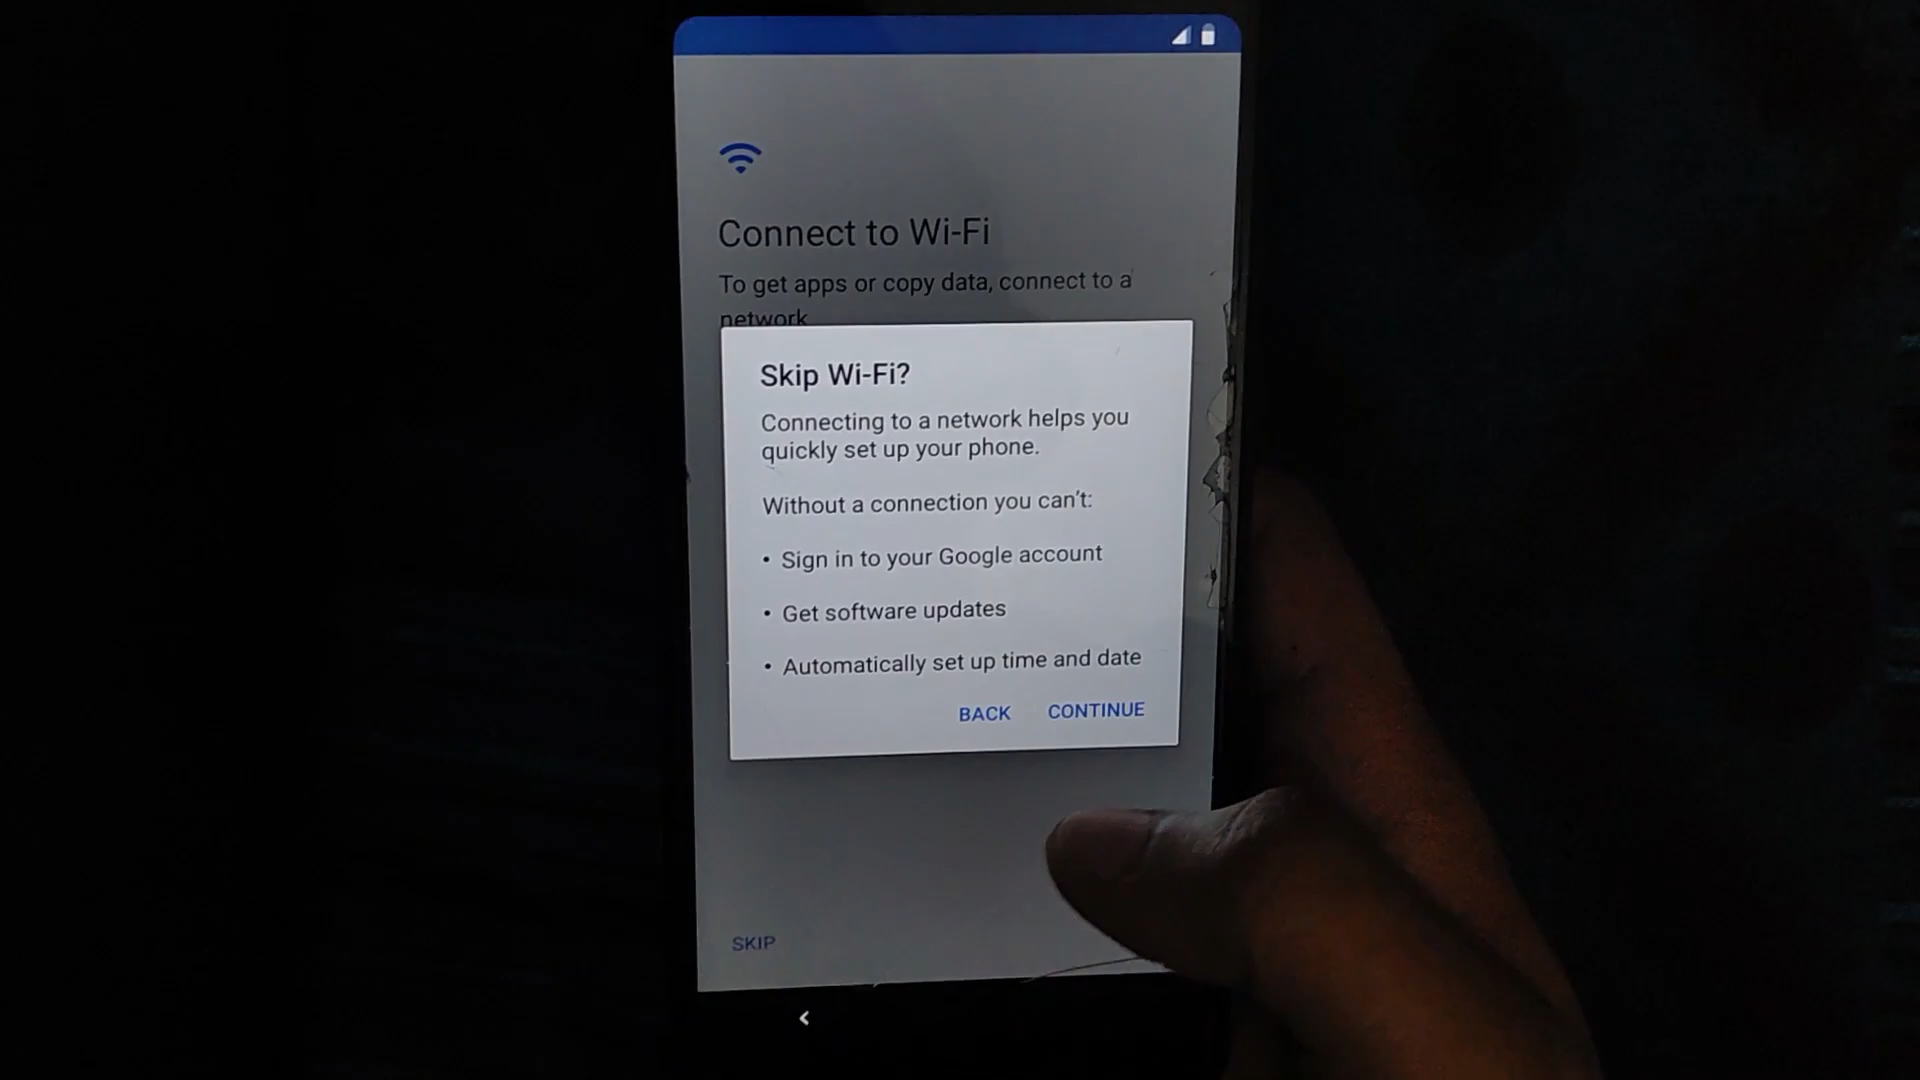 Connect to Wi-Fi
To get apps or copy data, connect to a
network
Skip Wi-Fi?
Connecting to a network helps you
quickly set up your phone.
Without a connection you can't:
• Sign in to your Google account
• Get software updates
• Automatically set up time and date
BACK CONTINUE
SKIP